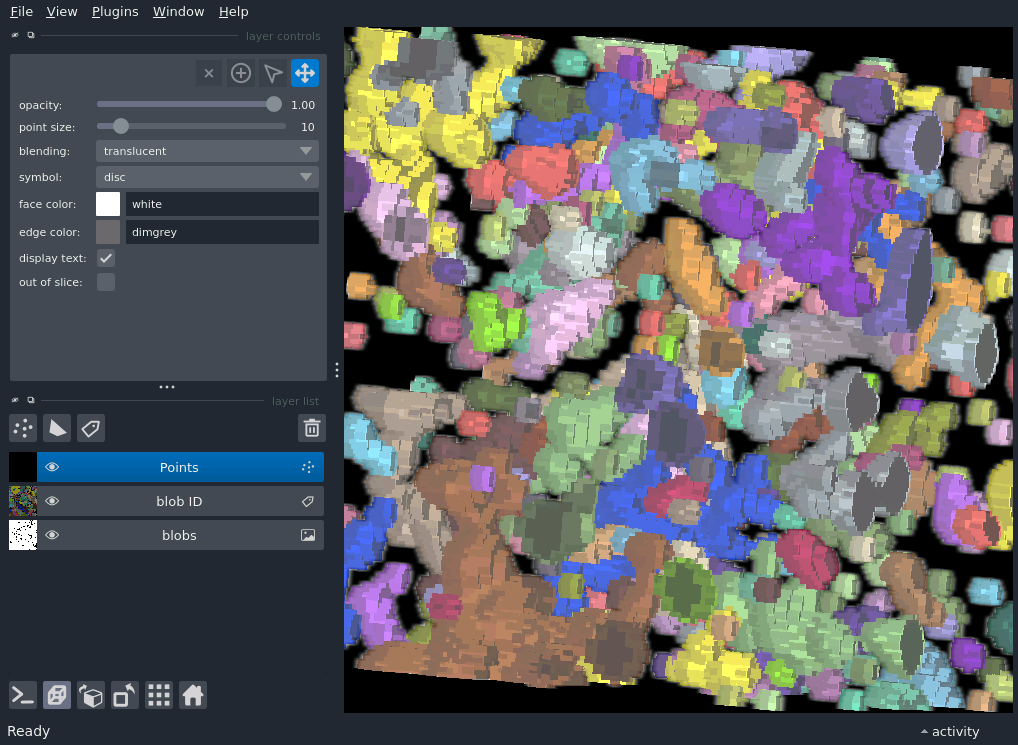 File View Plugins Window Help
layer controls
opacity: 1.00
point size: 10
blending: translucent
symbol: disc
face color: white
edge color: dimgrey
display text:
out of slice:
layer list
Points
blob ID
blobs
Ready
activity